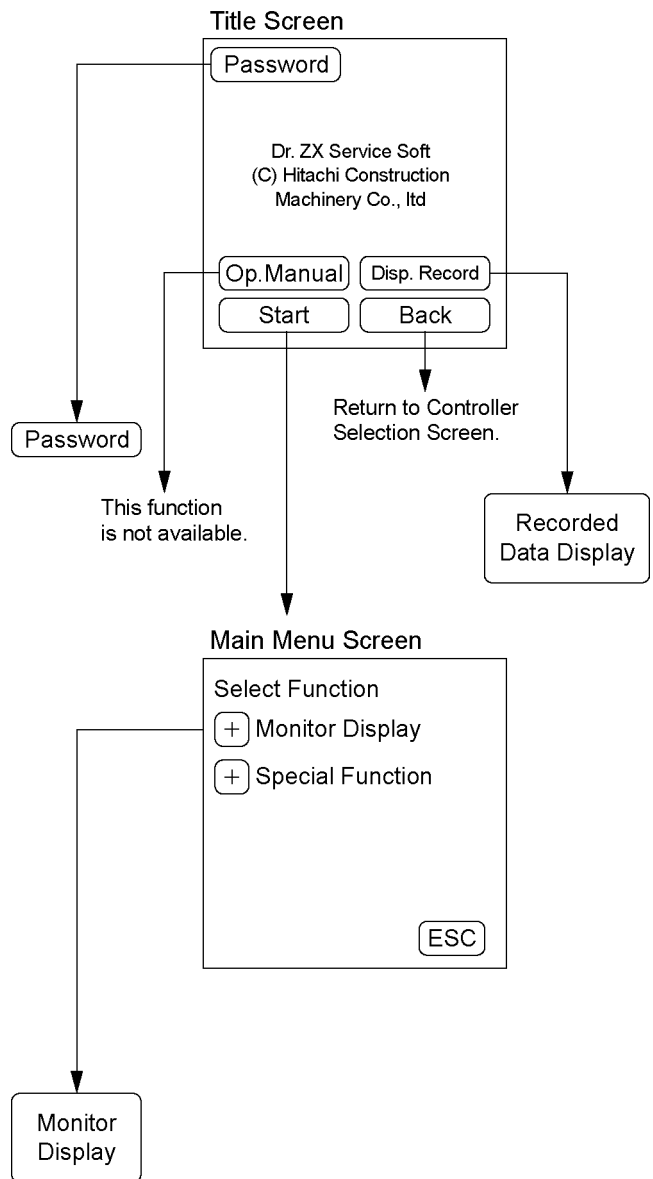 Title Screen
Password
Dr. ZX Service Soft
(C) Hitachi Construction
Machinery Co., ltd
Op.Manual
Disp. Record
Start
Back
Return to Controller
Selection Screen.
Password
This function
is not available.
Recorded
Data Display
Main Menu Screen
Select Function
+ Monitor Display
+ Special Function
ESC
Monitor
Display